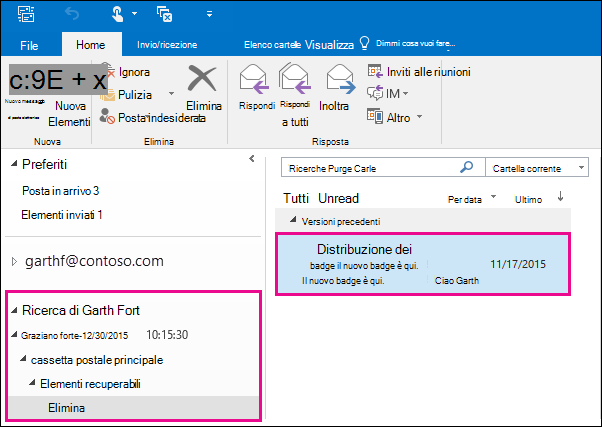 File Home Invio/ricezione Elenco cartelle Visualizza Dimmi cosa vuoi fare...
c:9E + x
Nuovo messaggio
di posta elettronica
Nuova
Elementi
Ignora
Pulizia
Posta indesiderata
Elimina
Rispondi
Rispondi
a tutti
Inoltra
Inviti alle riunioni
IM
Altro
Nuova Elimina Risposta
Preferiti
Posta in arrivo 3
Elementi inviati 1
garthf@contoso.com
Ricerca di Garth Fort
Graziano forte-12/30/2015 10:15:30
cassetta postale principale
Elementi recuperabili
Elimina
Ricerche Purge Carle Cartella corrente
Tutti Unread Per data Ultimo
Versioni precedenti
Distribuzione dei
badge il nuovo badge è qui. 11/17/2015
Il nuovo badge è qui. Ciao Garth